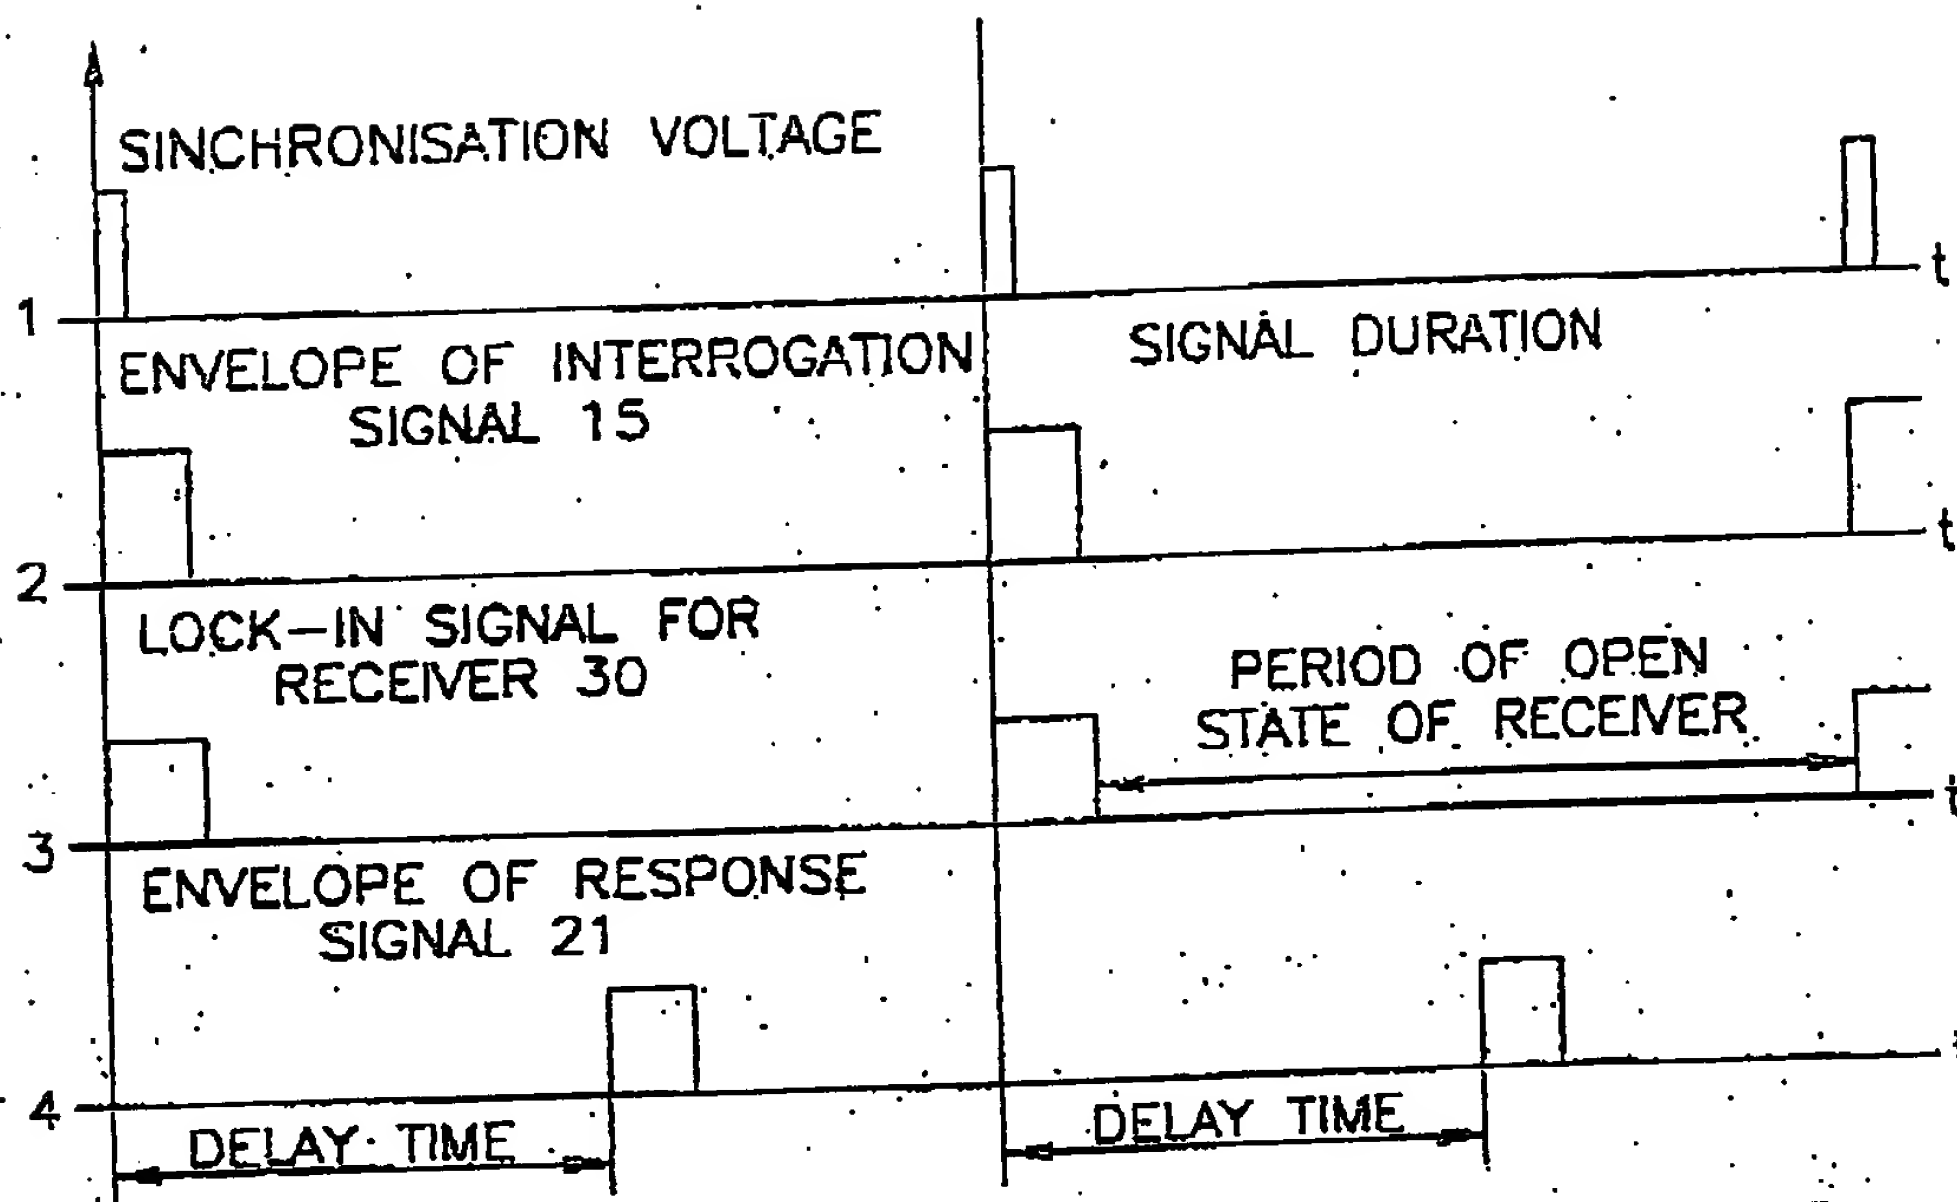 SINCHRONISATION VOLTAGE
t
1
ENVELOPE OF INTERROGATION
SIGNAL 15
SIGNAL DURATION
t
2
LOCK-IN SIGNAL FOR
RECEIVER 30
PERIOD OF OPEN
STATE OF RECEIVER
t
3
ENVELOPE OF RESPONSE
SIGNAL 21
4
DELAY TIME
DELAY TIME